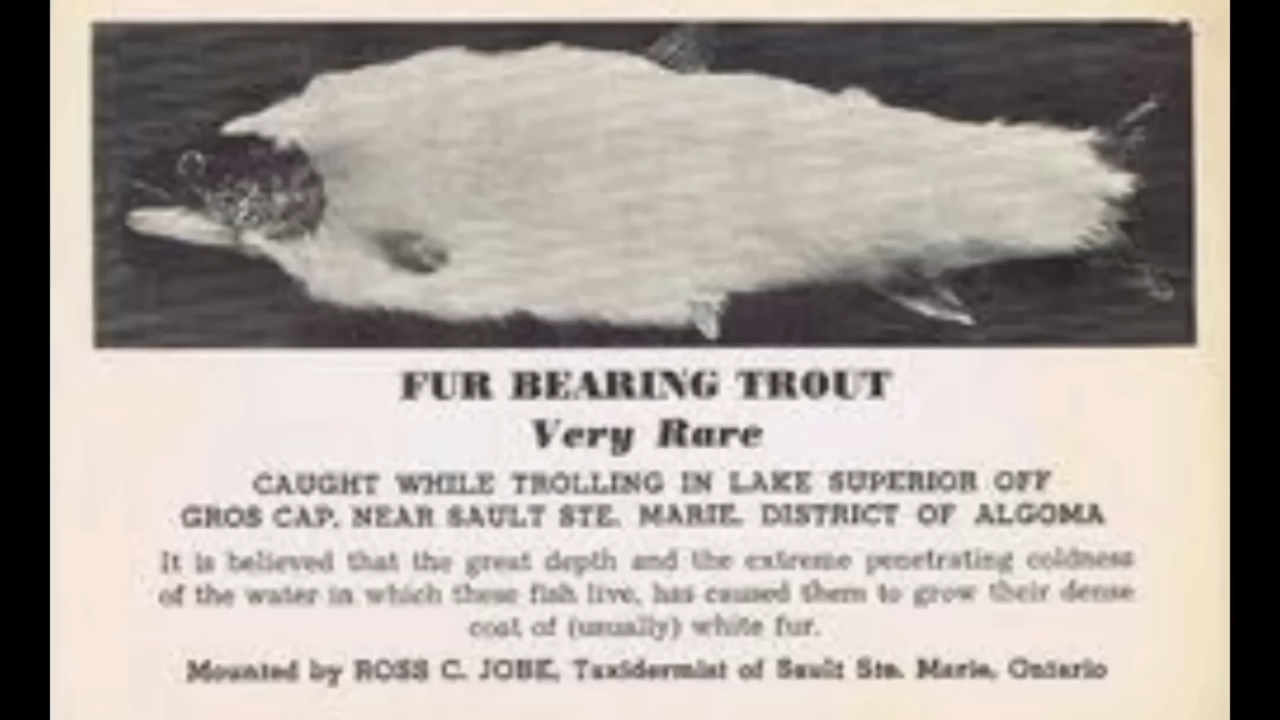 FUR BEARING TROUT
Very Rare
CAUGHT WHILE TROLLING IN LAKE SUPERIOR OFF
GROS CAP, NEAR SAULT STE. MARIE, DISTRICT OF ALGOMA
It is believed that the great depth and the extreme penetrating coldness
of the water in which these fish live, has caused them to grow their dense
coat of (usually) white fur.
Mounted by ROSS C. JOBE, Taxidermist of Sault Ste. Marie, Ontario